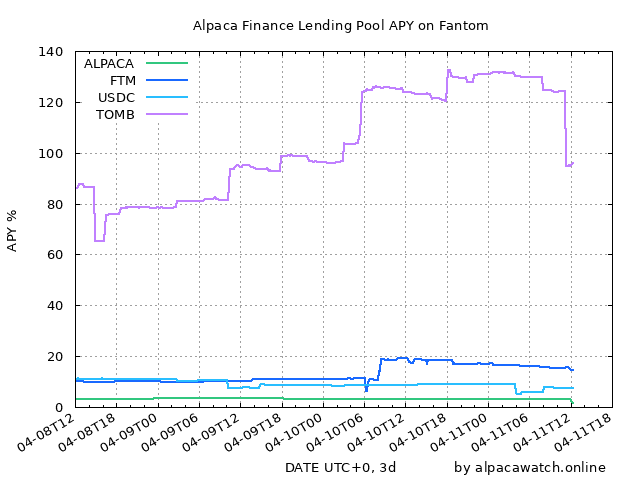 Alpaca Finance Lending Pool APY on Fantom
140
120
100
80
60
40
20
0
APY %
ALPACA
FTM
USDC
TOMB
04-08T12
04-08T18
04-09T00
04-09T06
04-09T12
04-09T18
04-10T00
04-10T06
04-10T12
04-10T18
04-11T00
04-11T06
04-11T12
04-11T18
DATE UTC+0, 3d
by alpacawatch.online